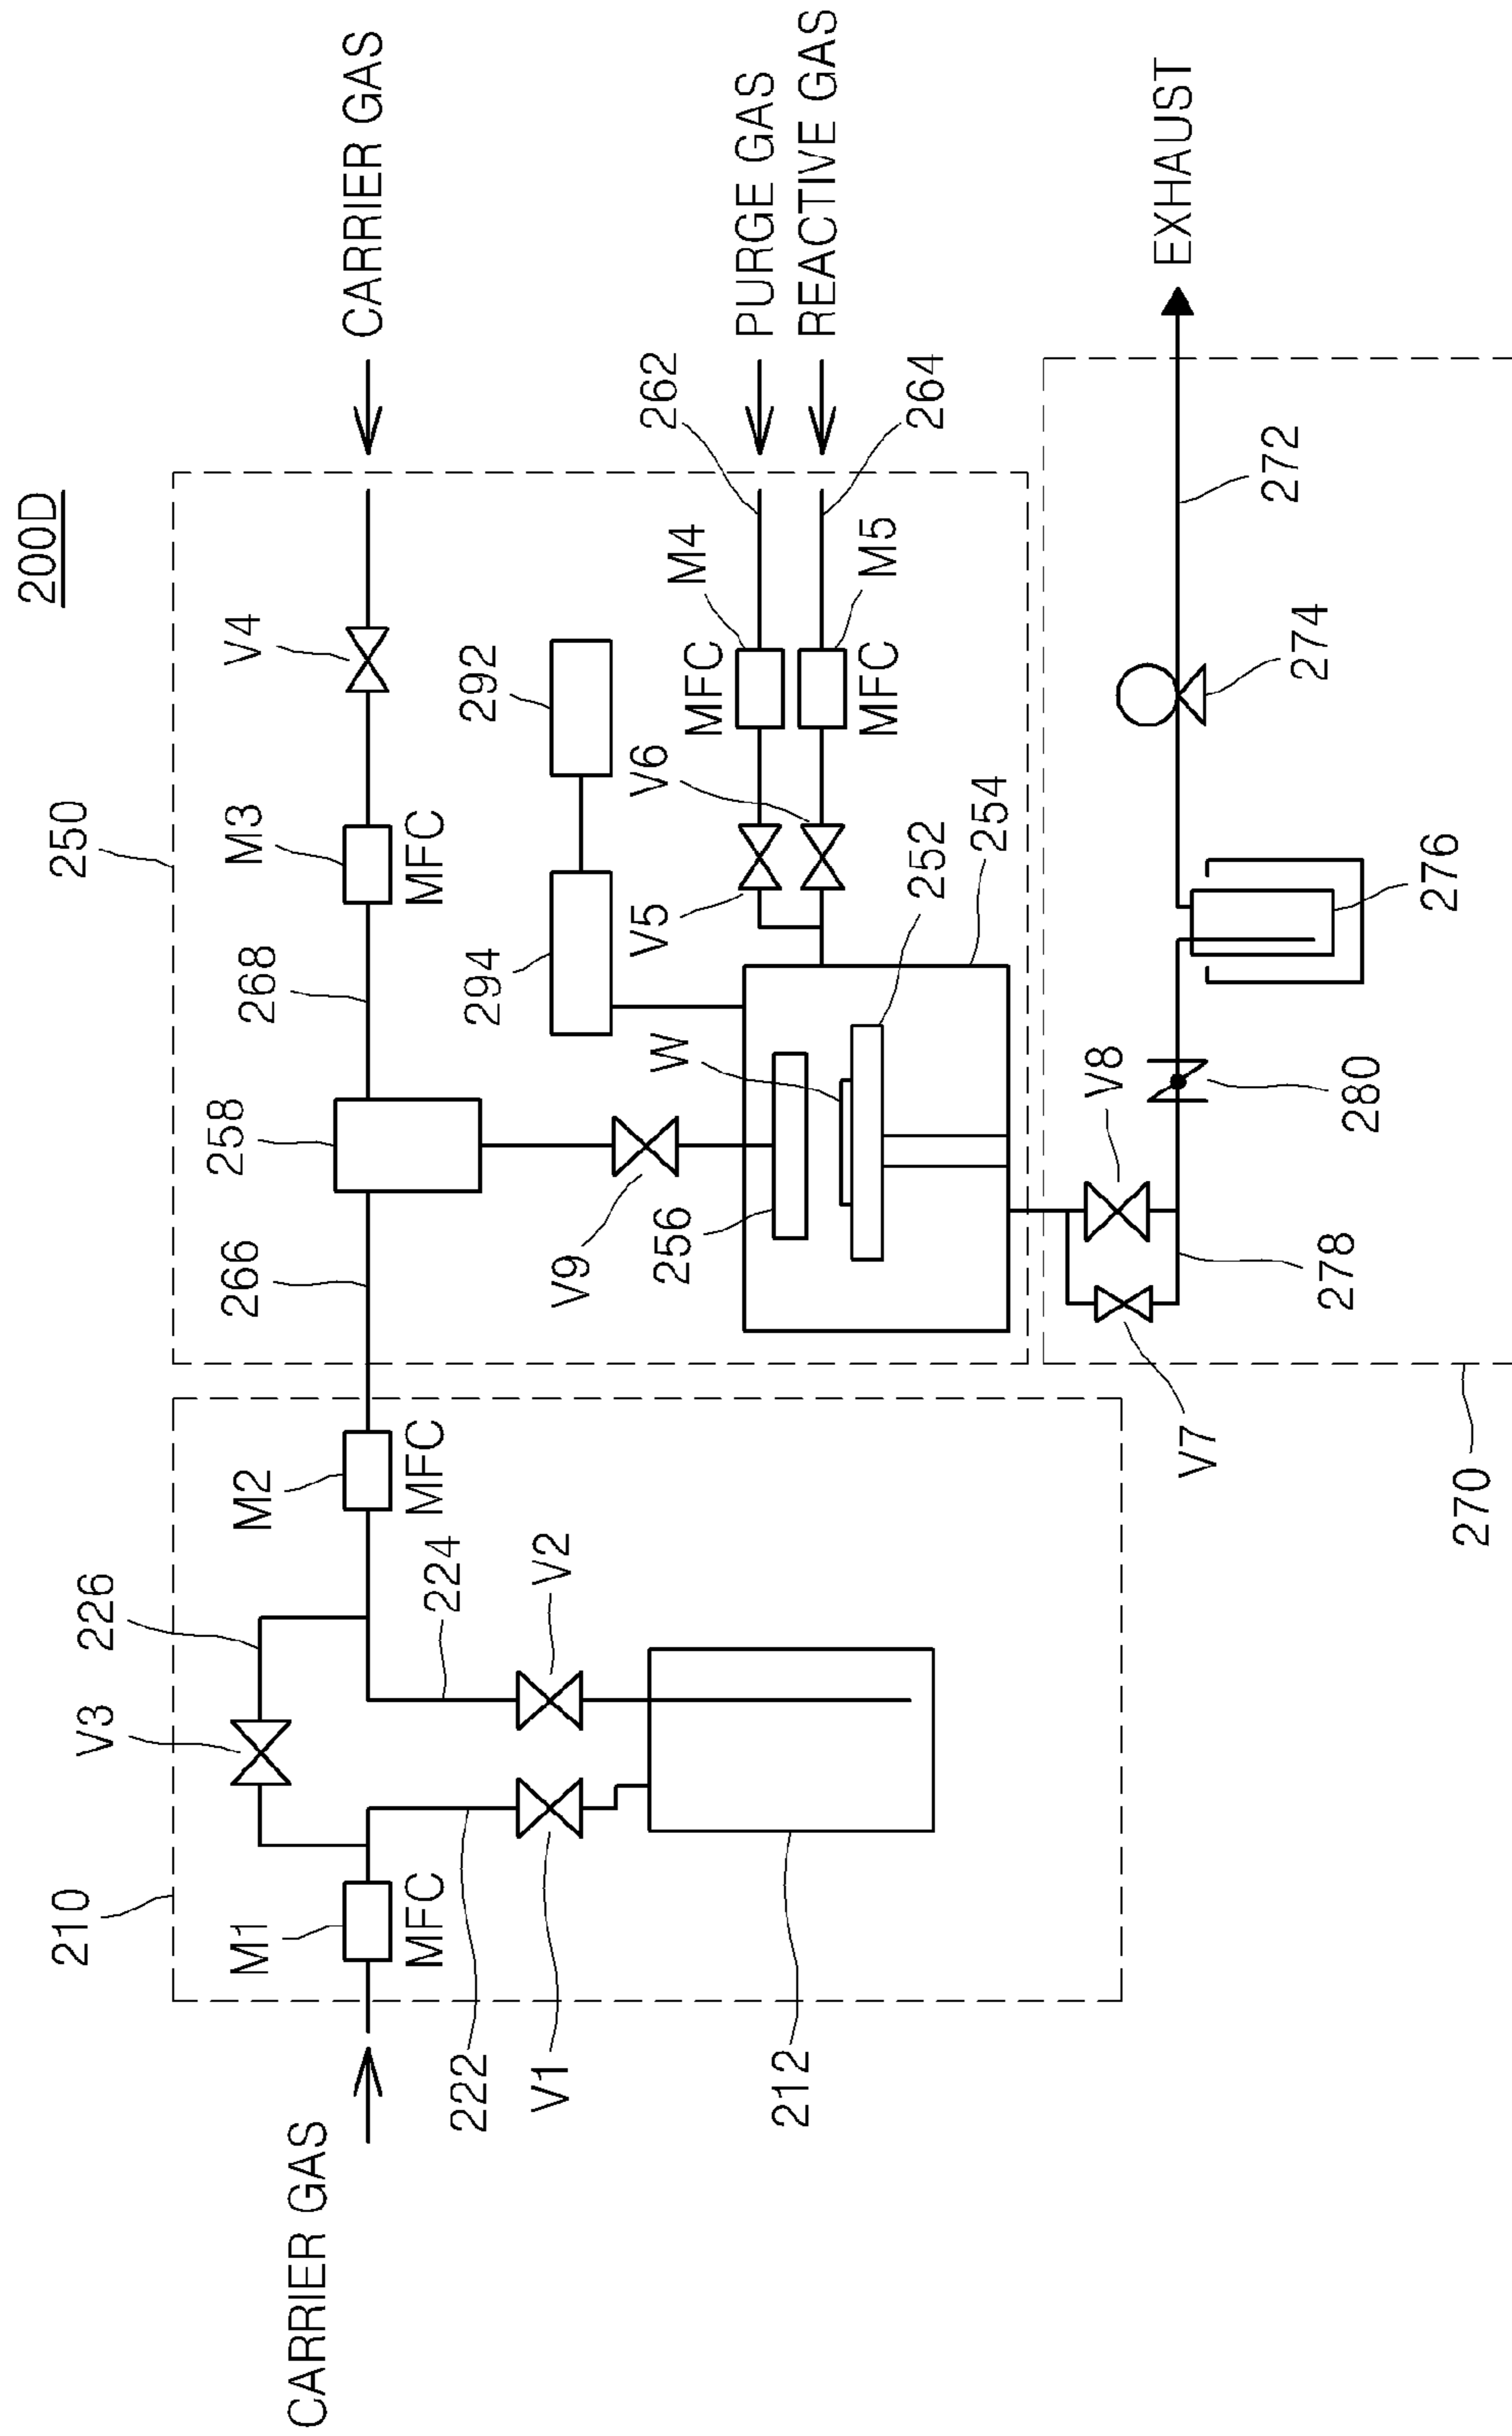 200D
250
V4
M3
268
MFC
CARRIER GAS
258
266
292
294
262
M4
MFC
PURGE GAS
REACTIVE GAS
V6
V5
M5
MFC
264
W
252
254
V9
256
210
226
V3
M2
MFC
224
V2
M1
MFC
CARRIER GAS
222
V1
212
V8
280
278
V7
276
274
272
EXHAUST
270